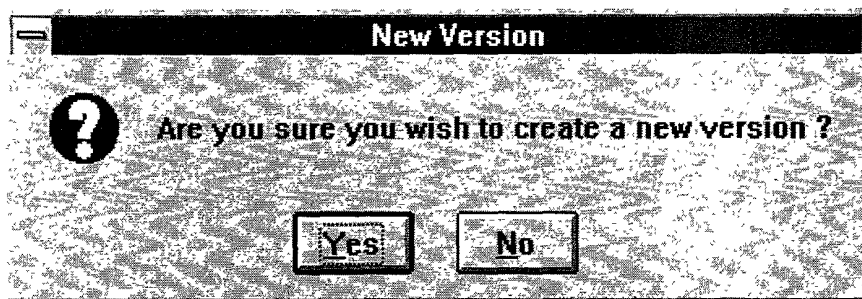 New Version
Are you sure you wish to create a new version ?
Yes
No